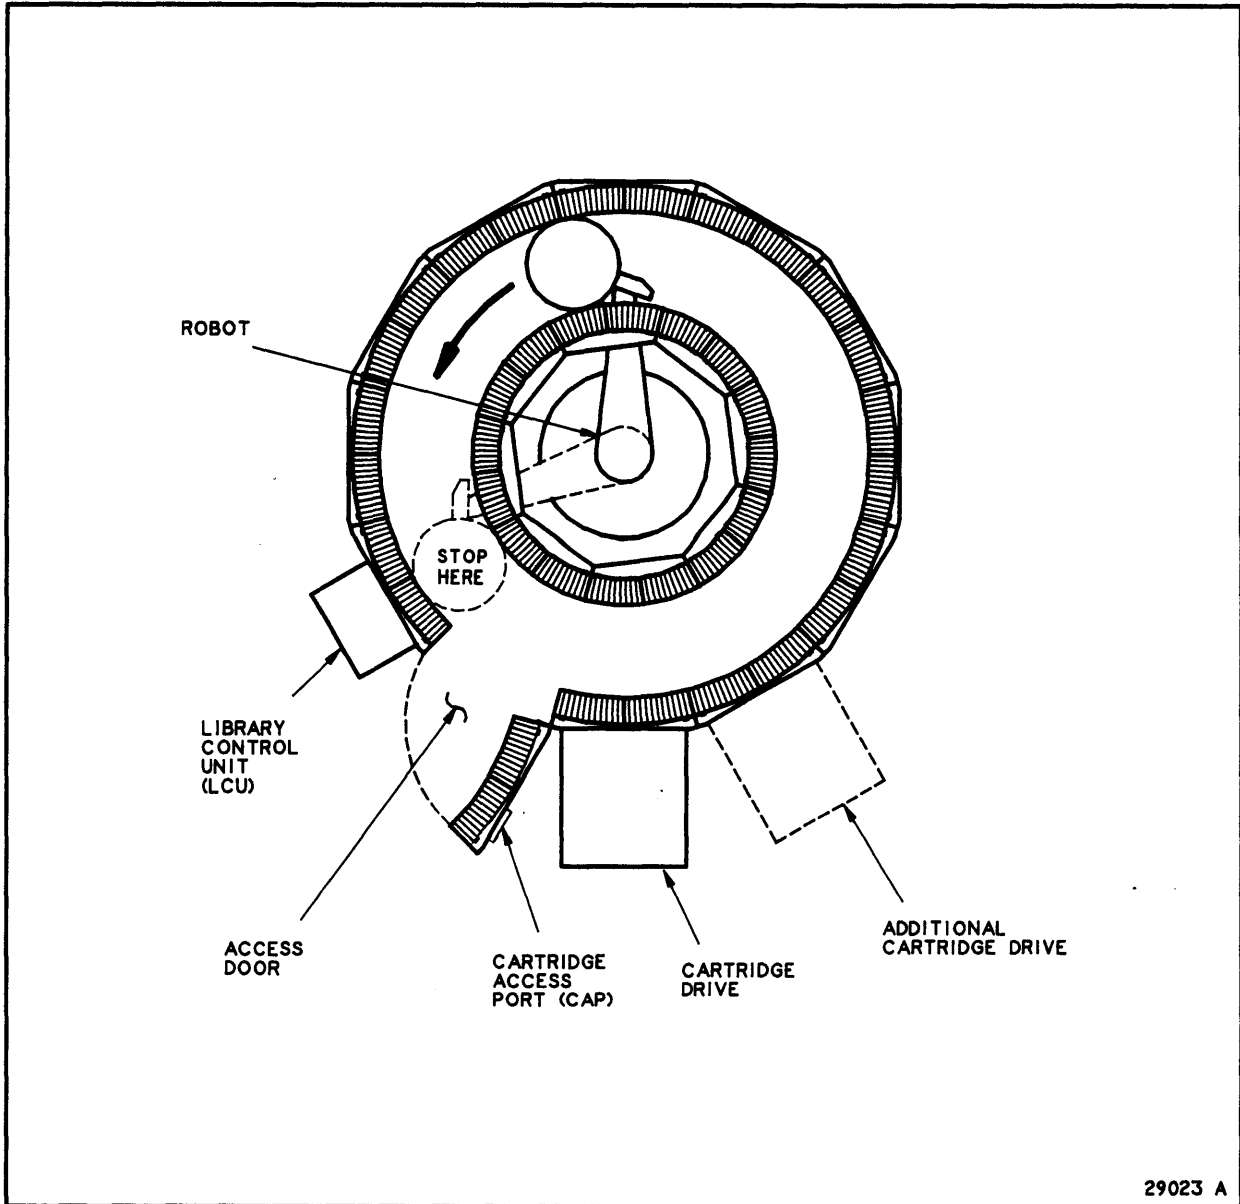 ROBOT
STOP
HERE
LIBRARY
CONTROL
UNIT
(LCU)
ACCESS
DOOR
CARTRIDGE
ACCESS
PORT (CAP)
CARTRIDGE
DRIVE
ADDITIONAL
CARTRIDGE DRIVE
29023 A